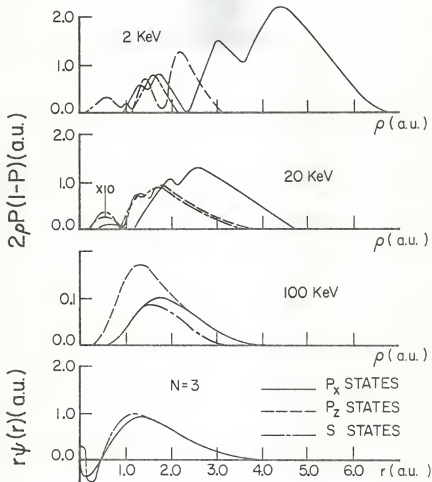 2ρP(1-P)(a.u.)
2.0
1.0
0.0
2 KeV
ρ (a.u.)
2.0
1.0
0.0
x10
20 KeV
ρ (a.u.)
0.1
0.0
100 KeV
ρ (a.u.)
rψ(r)(a.u.)
2.0
1.0
0.0
N=3
Px STATES
Pz STATES
S STATES
1.0 2.0 3.0 4.0 5.0 6.0 r(a.u.)